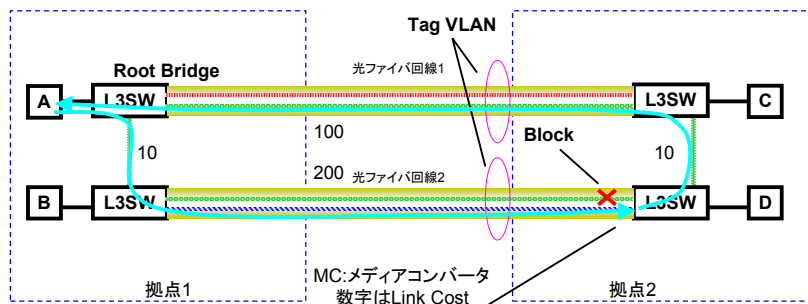 Tag VLAN
Root Bridge
光ファイバ回線1
A
L3SW
L3SW
C
100
Block
10
10
200
光ファイバ回線2
B
L3SW
L3SW
D
拠点1
MC:メディアコンバータ
数字はLink Cost
拠点2